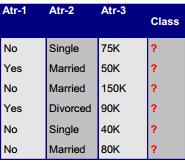 Atr-1 Atr-2 Atr-3 Class
No Single 75K ?
Yes Married 50K ?
No Married 150K ?
Yes Divorced 90K ?
No Single 40K ?
No Married 80K ?